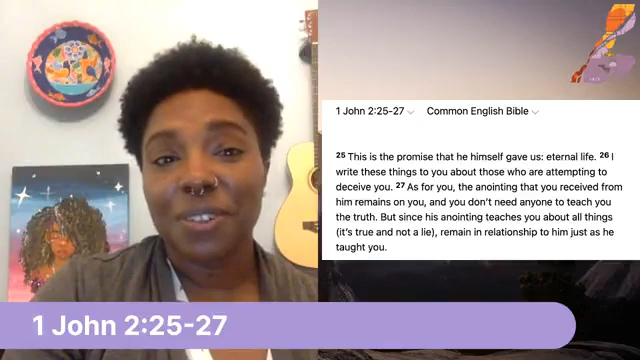 1 John 2:25-27 Common English Bible
25 This is the promise that he himself gave us: eternal life. 26 I
write these things to you about those who are attempting to
deceive you. 27 As for you, the anointing that you received from
him remains on you, and you don't need anyone to teach you
the truth. But since his anointing teaches you about all things
(it's true and not a lie), remain in relationship to him just as he
taught you.
1 John 2:25-27